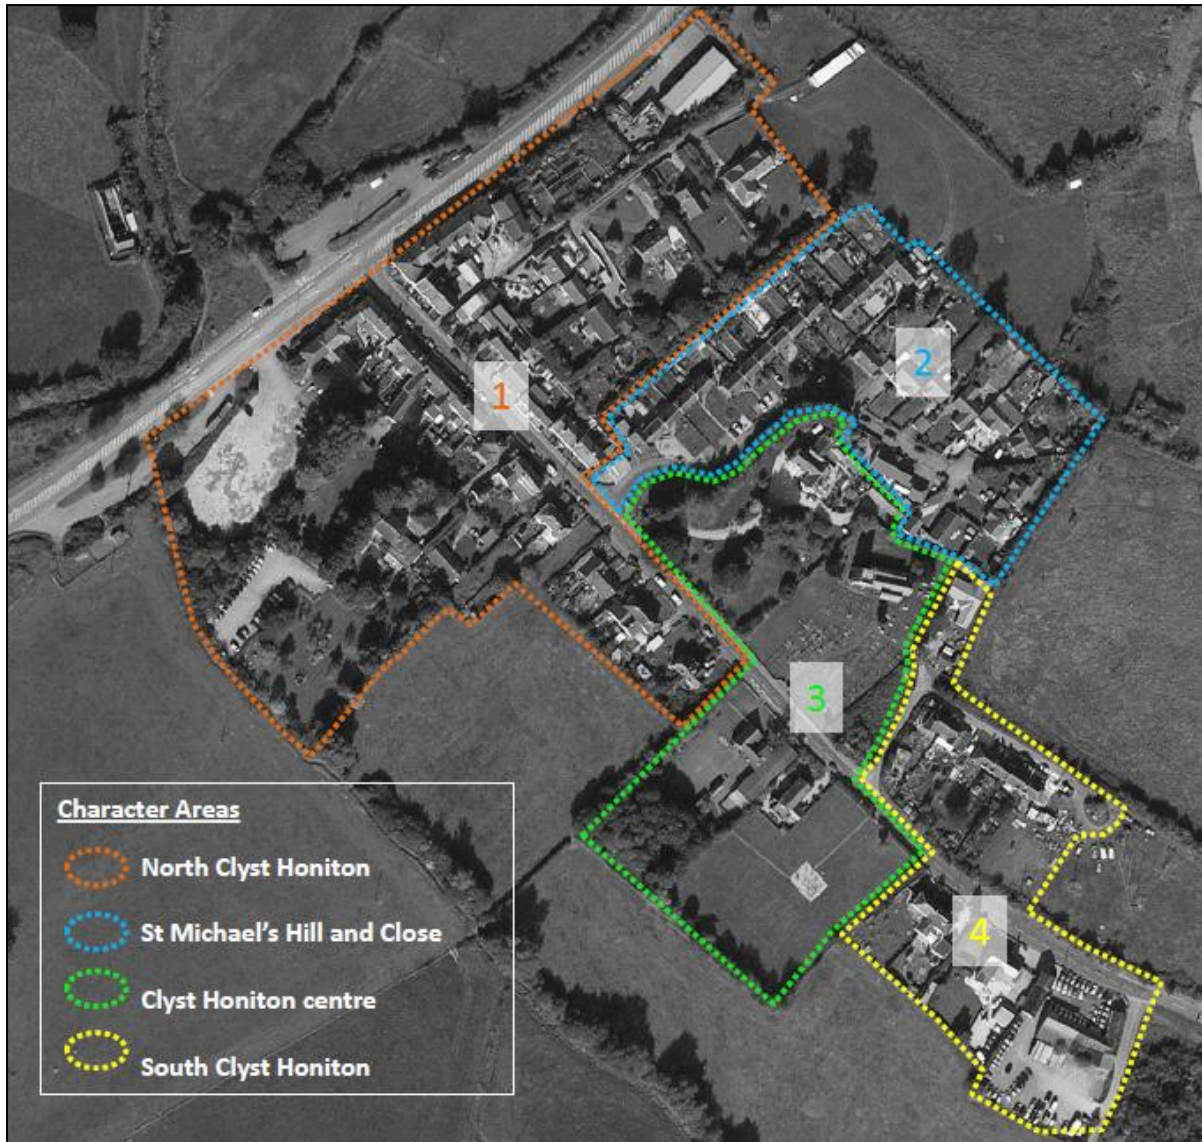 1
2
3
4
Character Areas
North Clyst Honiton
St Michael's Hill and Close
Clyst Honiton centre
South Clyst Honiton